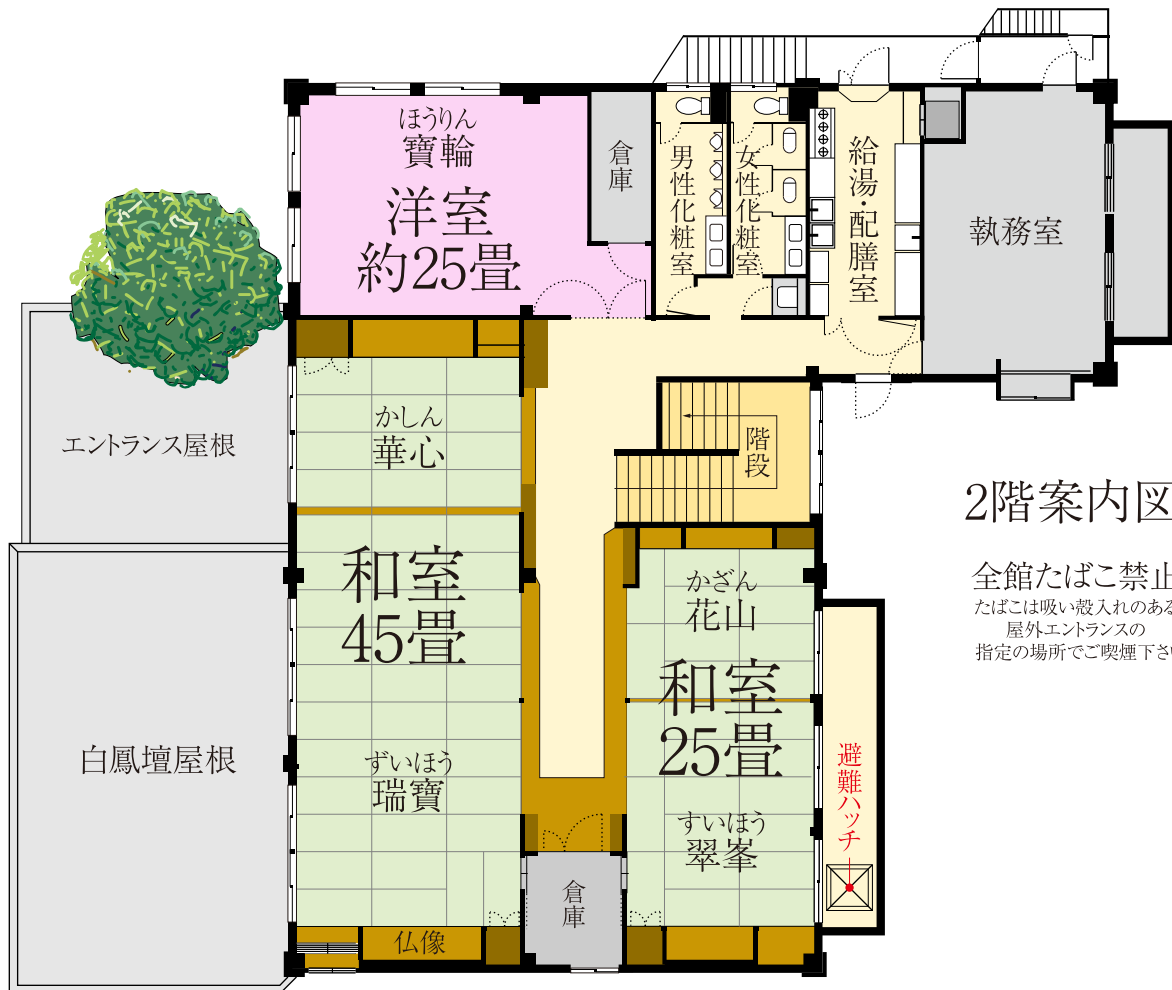 ほうりん
寶輪
洋室
約25畳
倉庫
男性化粧室
女性化粧室
給湯・配膳室
執務室
エントランス屋根
かしん
華心
階段
2階案内図
全館たばこ禁止
たばこは吸い殻入れのある
屋外エントランスの
指定の場所でご喫煙下さい
和室
45畳
かざん
花山
和室
25畳
白鳳壇屋根
ずいほう
瑞寶
すいほう
翠峯
避難ハッチ
倉庫
仏像